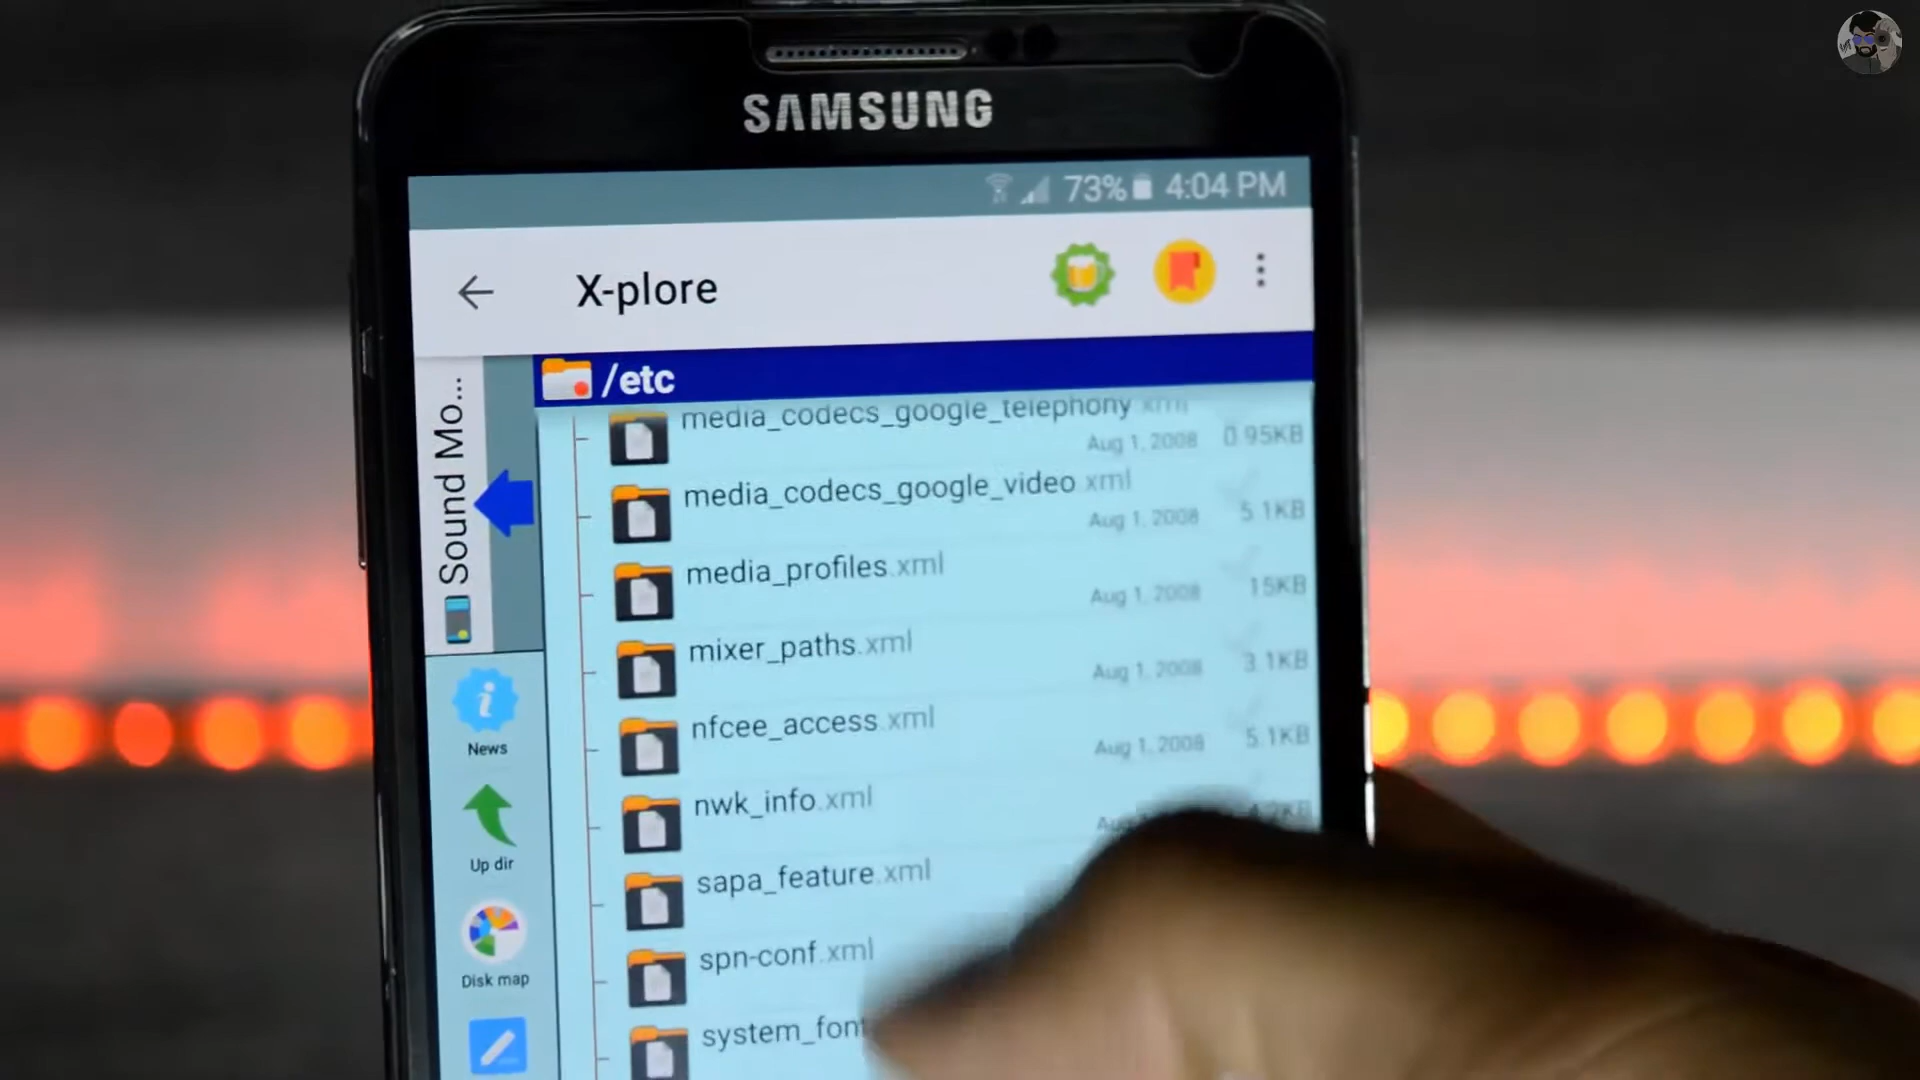 SAMSUNG
73% 4:04 PM
X-plore
/etc
Sound Mo...
media_codecs_google_telephony.xml
Aug 1, 2008 0.95KB
media_codecs_google_video.xml
Aug 1, 2008 5.1KB
media_profiles.xml
Aug 1, 2008 15KB
mixer_paths.xml
Aug 1, 2008 3.1KB
nfcee_access.xml
Aug 1, 2008 5.1KB
nwk_info.xml
sapa_feature.xml
spn-conf.xml
system_font
News
Up dir
Disk map